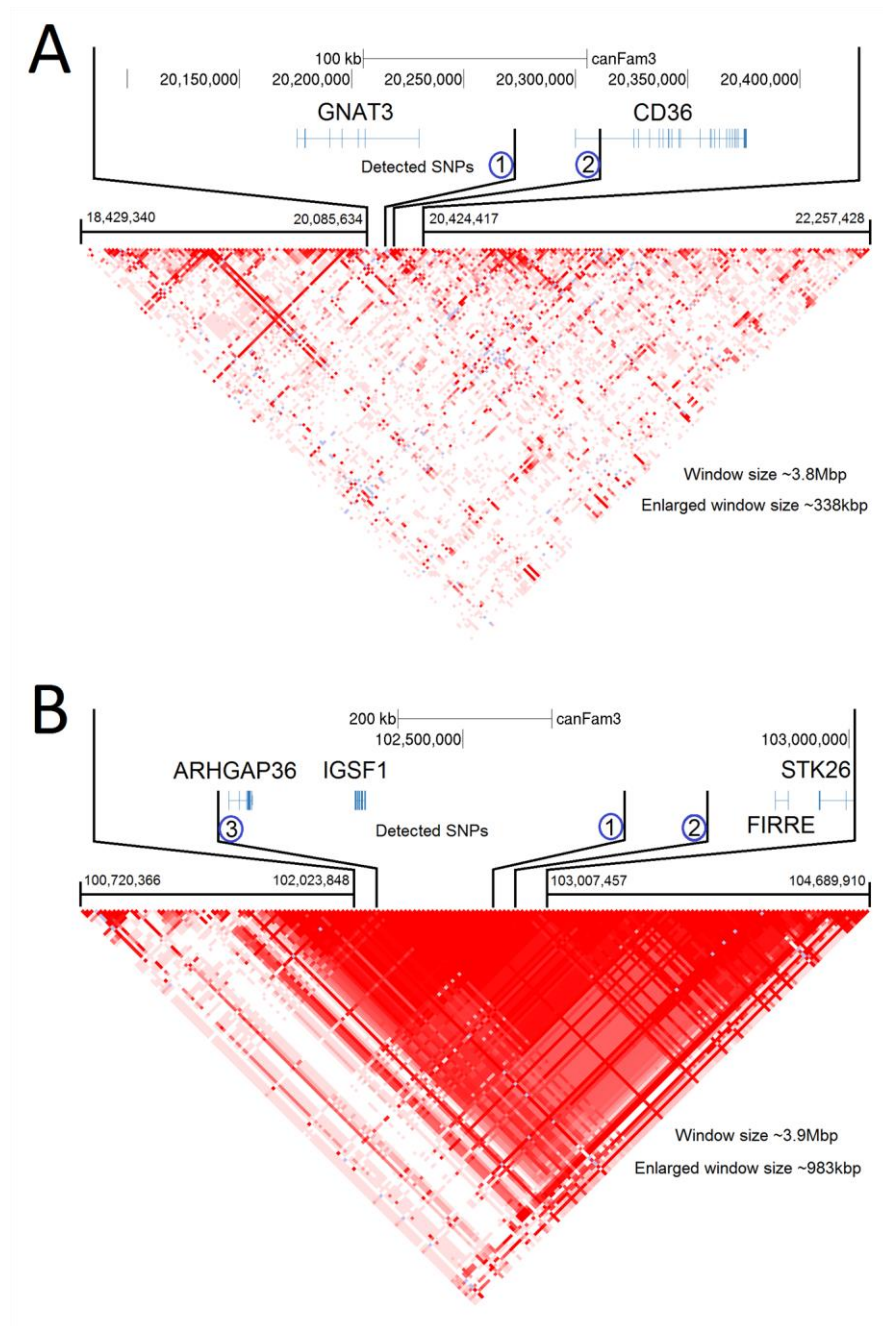 A
100 kb canFam3
20,150,000 20,200,000 20,250,000 20,300,000 20,350,000 20,400,000
GNAT3 CD36
Detected SNPs 1 2
18,429,340 20,085,634 20,424,417 22,257,428
Window size ~3.8Mbp
Enlarged window size ~338kbp
B
200 kb canFam3
102,500,000 103,000,000
ARHGAP36 IGSF1 STK26
3 Detected SNPs 1 2 FIRRE
100,720,366 102,023,848 103,007,457 104,689,910
Window size ~3.9Mbp
Enlarged window size ~983kbp